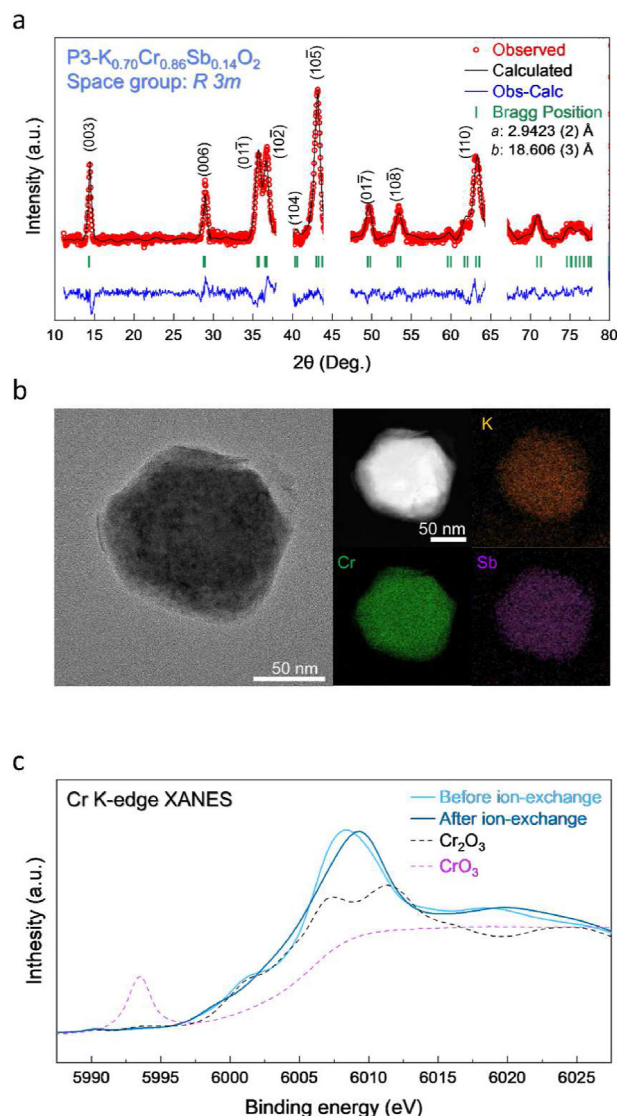 a
P3-K0.70Cr0.86Sb0.14O2
Space group: R 3m
Observed
Calculated
Obs-Calc
Bragg Position
a: 2.9423 (2) Å
b: 18.606 (3) Å
(003)
(006)
(011̅)
(102̅)
(104)
(105̅)
(017̅)
(108̅)
(110)
Intensity (a.u.)
10 15 20 25 30 35 40 45 50 55 60 65 70 75 80
2θ (Deg.)
b
50 nm
50 nm
K
Cr
Sb
c
Cr K-edge XANES
Before ion-exchange
After ion-exchange
Cr2O3
CrO3
Inthesity (a.u.)
5990 5995 6000 6005 6010 6015 6020 6025
Binding energy (eV)